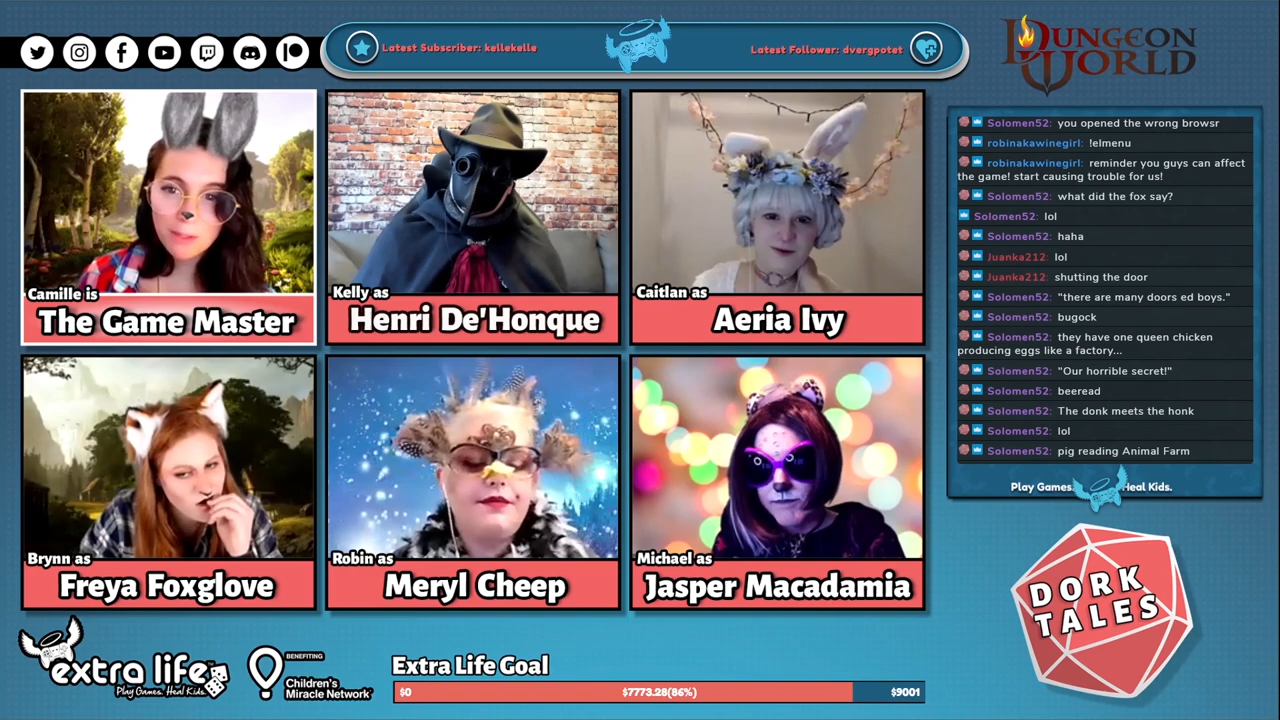 Latest Subscriber: kellekelle
Latest Follower: dvergpotet
DUNGEON
WORLD
Camille is
The Game Master
Kelly as
Henri De'Honque
Caitlan as
Aeria Ivy
Brynn as
Freya Foxglove
Robin as
Meryl Cheep
Michael as
Jasper Macadamia
Solomen52: you opened the wrong browsr
robinakawinegirl: !elmenu
robinakawinegirl: reminder you guys can affect
the game! start causing trouble for us!
Solomen52: what did the fox say?
Solomen52: lol
Solomen52: haha
Juanka212: lol
Juanka212: shutting the door
Solomen52: "there are many doors ed boys."
Solomen52: bugock
Solomen52: they have one queen chicken
producing eggs like a factory...
Solomen52: "Our horrible secret!"
Solomen52: beeread
Solomen52: The donk meets the honk
Solomen52: lol
Solomen52: pig reading Animal Farm
Play Games. Heal Kids.
DORK
TALES
extra life
Play Games. Heal Kids.
BENEFITING
Children's
Miracle Network
Extra Life Goal
$0 $7773.28(86%) $9001